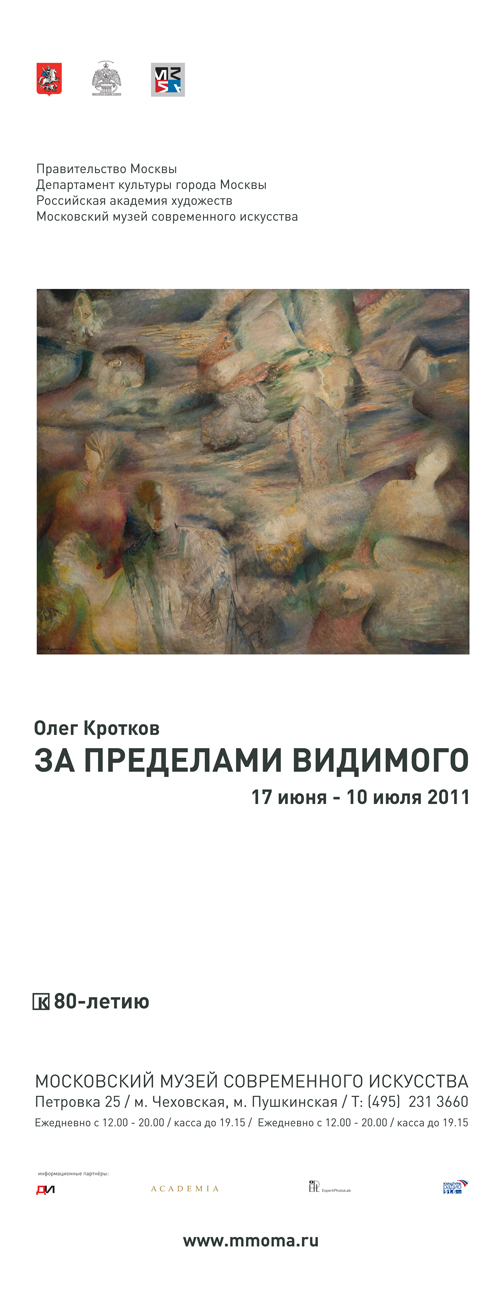 Правительство Москвы
Департамент культуры города Москвы
Российская академия художеств
Московский музей современного искусства
Олег Кротков
ЗА ПРЕДЕЛАМИ ВИДИМОГО
17 июня - 10 июля 2011
К 80-летию
МОСКОВСКИЙ МУЗЕЙ СОВРЕМЕННОГО ИСКУССТВА
Петровка 25 / м. Чеховская, м. Пушкинская / Т: (495) 231 3660
Ежедневно с 12.00 - 20.00 / касса до 19.15 / Ежедневно с 12.00 - 20.00 / касса до 19.15
информационные партнёры:
ДИ
ACADEMIA
ExpertPhotoLab
www.mmoma.ru